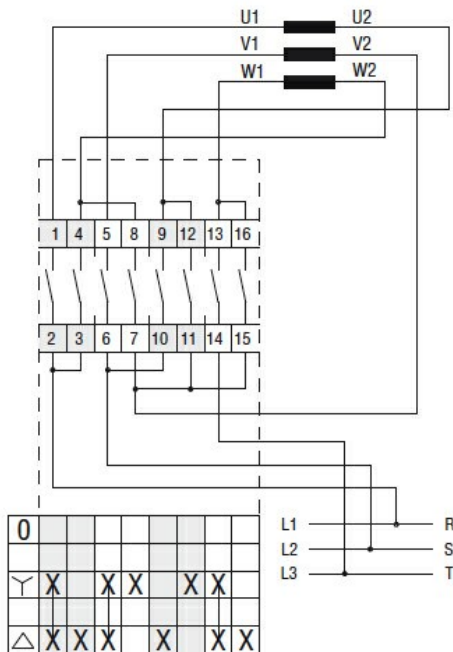 U1 U2
V1 V2
W1 W2
1 4 5 8 9 12 13 16
2 3 6 7 10 11 14 15
L1 R
L2 S
L3 T
0
Y X X X X X
△ X X X X X X